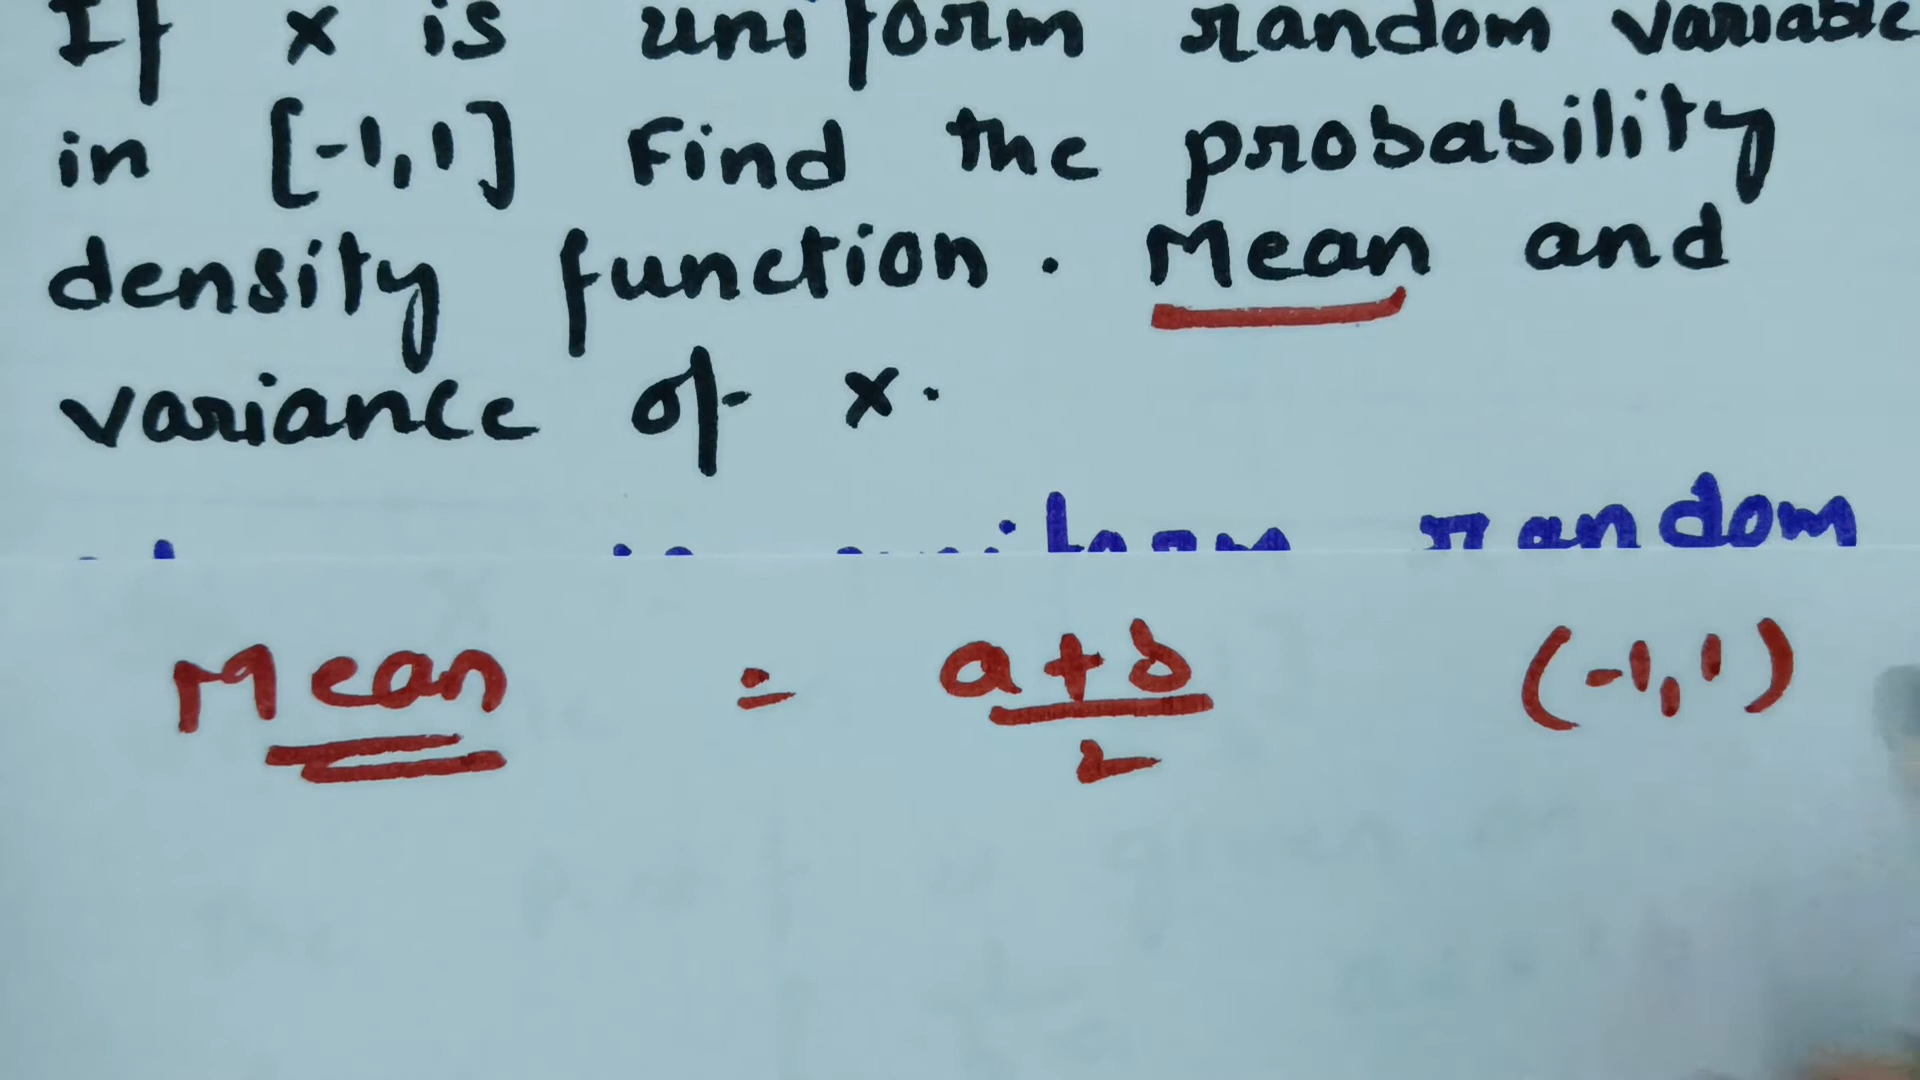 If x is uniform random variable
in [-1,1] Find the probability
density function. Mean and
variance of x.
random
Mean = a+b/2 (-1,1)